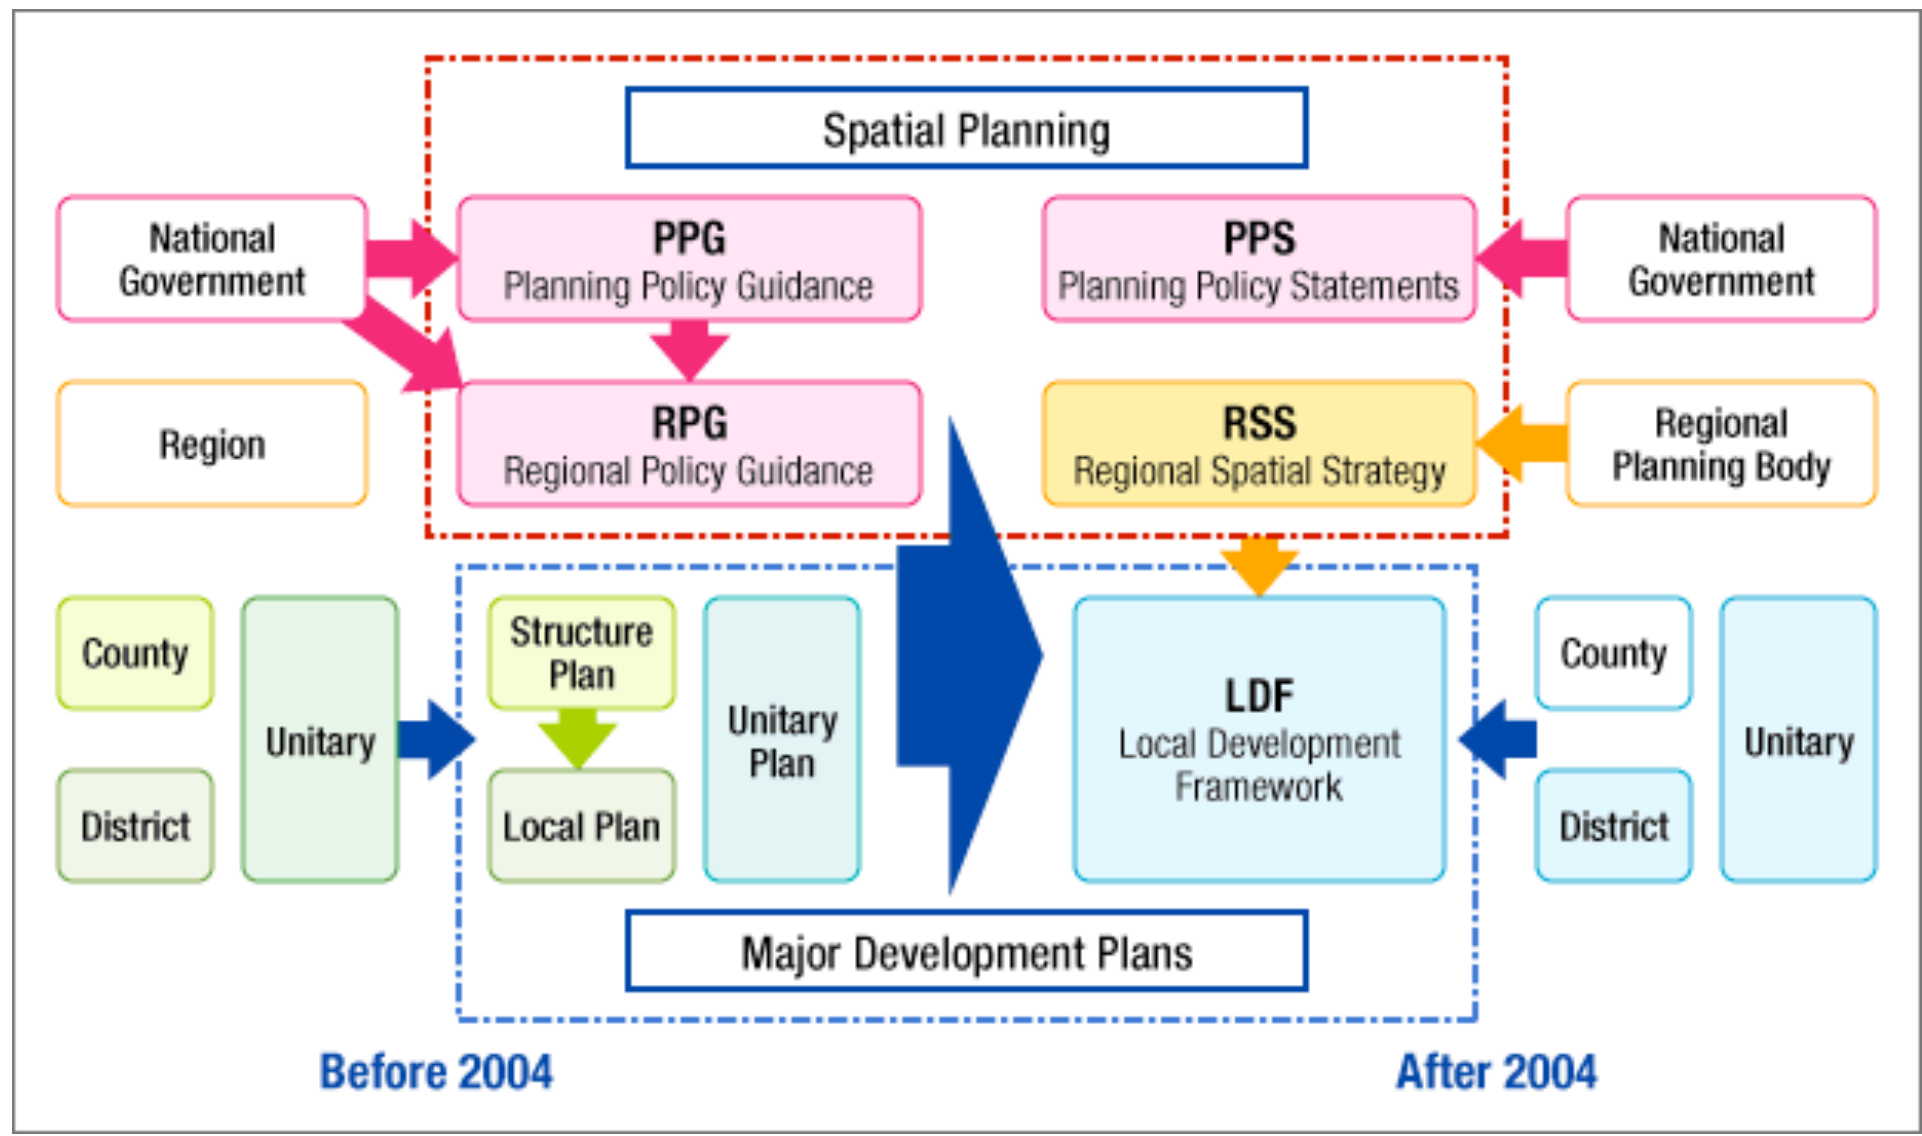 Spatial Planning
National
Government
PPG
Planning Policy Guidance
PPS
Planning Policy Statements
National
Government
Region
RPG
Regional Policy Guidance
RSS
Regional Spatial Strategy
Regional
Planning Body
County
District
Unitary
Structure
Plan
Local Plan
Unitary
Plan
LDF
Local Development
Framework
County
District
Unitary
Major Development Plans
Before 2004
After 2004